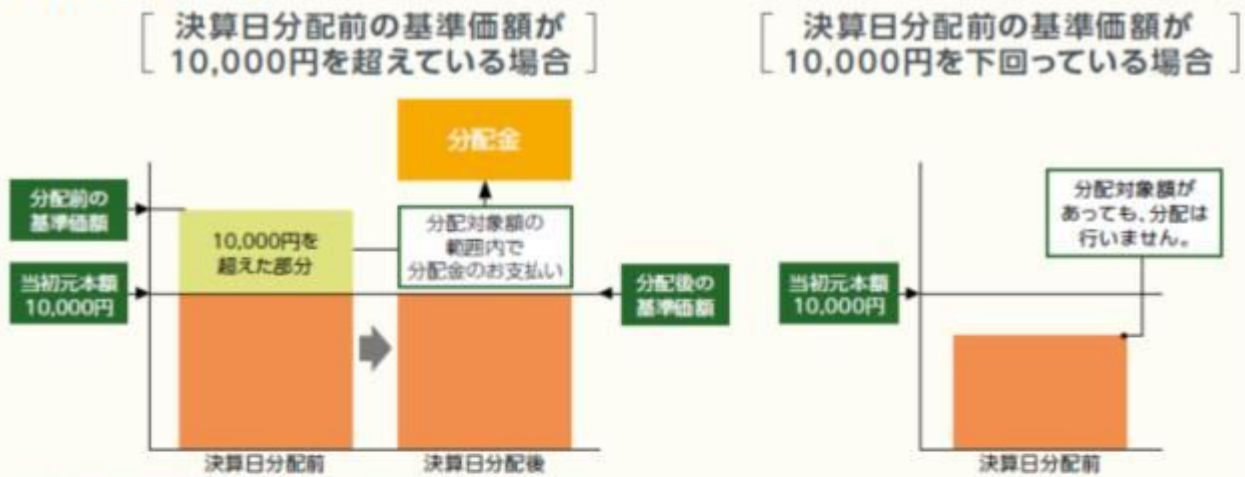 決算日分配前の基準価額が
10,000円を超えている場合
分配金
分配前の
基準価額
10,000円を
超えた部分
分配対象額の
範囲内で
分配金のお支払い
当初元本額
10,000円
分配後の
基準価額
決算日分配前
決算日分配後
決算日分配前の基準価額が
10,000円を下回っている場合
分配対象額が
あっても、分配は
行いません。
当初元本額
10,000円
決算日分配前